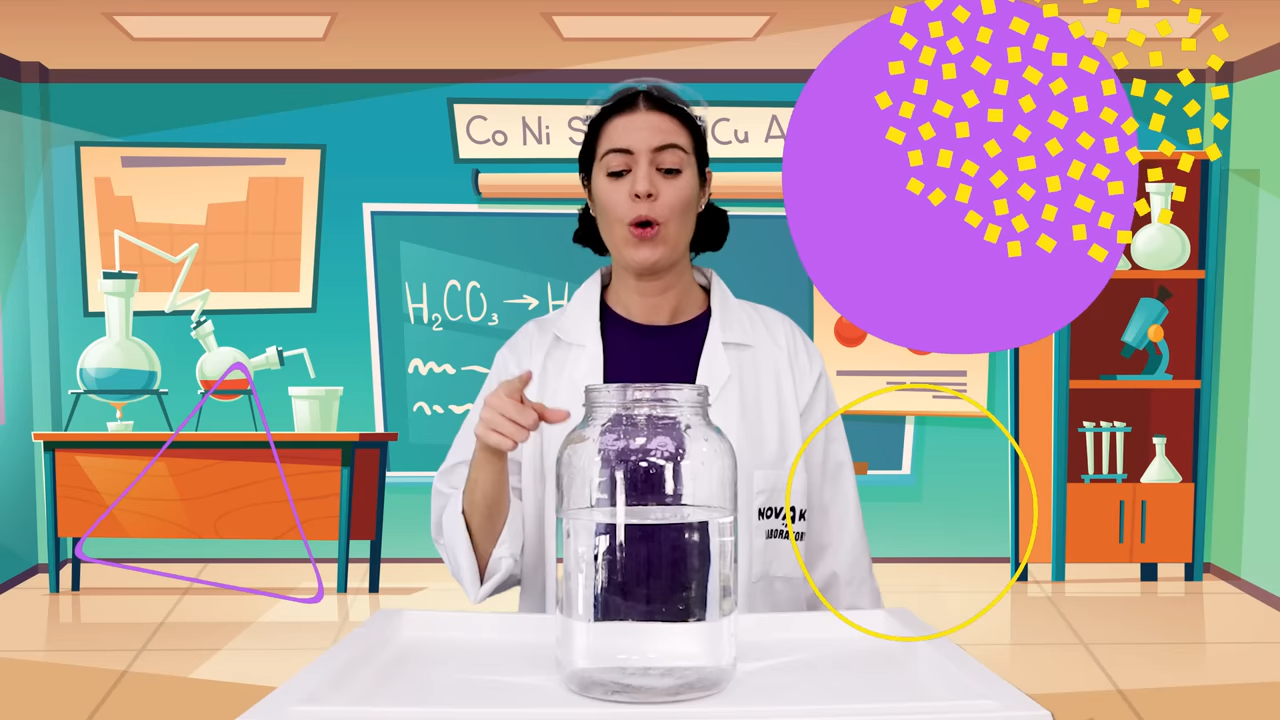 Co Ni S Cu A
H₂CO₃ → H
NOVAK
LABORATORY